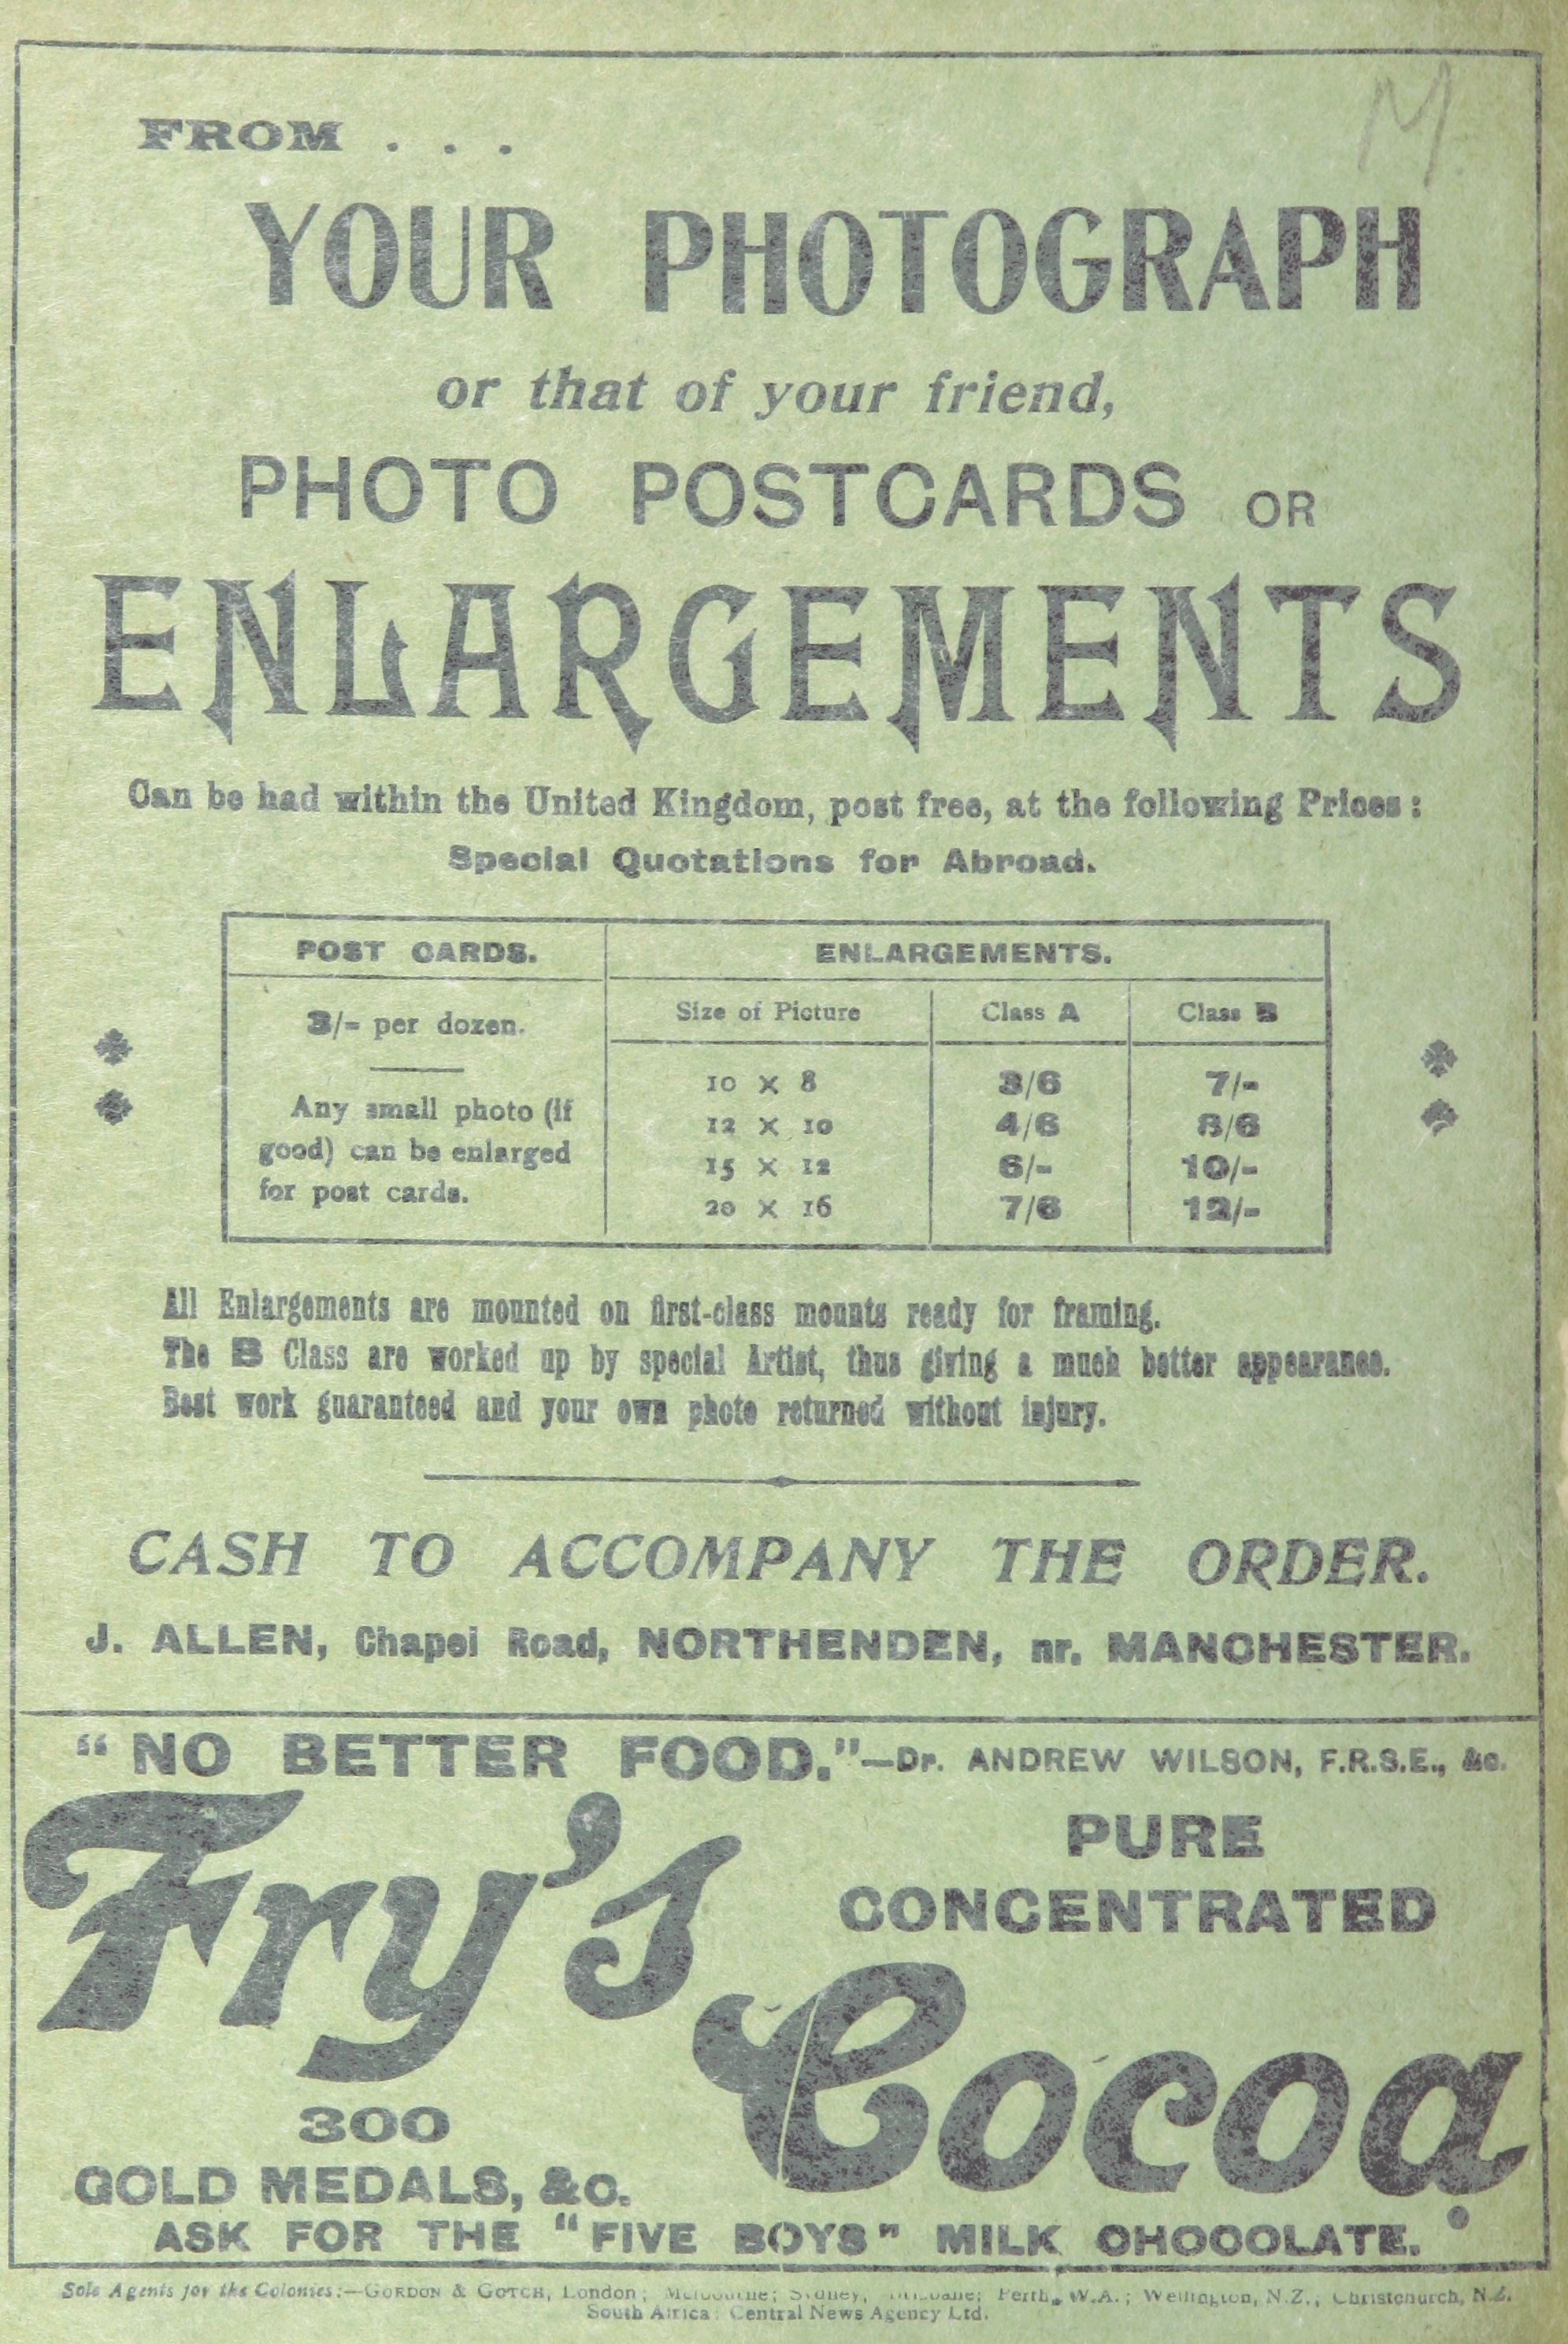 M
FROM . . .
YOUR PHOTOGRAPH
or that of your friend,
PHOTO POSTCARDS OR
ENLARGEMENTS
Can be had within the United Kingdom, post free, at the following Prices:
Special Quotations for Abroad.
POST CARDS.
3/- per dozen.
Any small photo (if
good) can be enlarged
for post cards.
ENLARGEMENTS.
Size of Picture Class A Class B
10 × 8 3/6 7/-
12 × 10 4/6 8/6
15 × 12 6/- 10/-
20 × 16 7/6 12/-
All Enlargements are mounted on first-class mounts ready for framing.
The B Class are worked up by special Artist, thus giving a much better appearance.
Best work guaranteed and your own photo returned without injury.
CASH TO ACCOMPANY THE ORDER.
J. ALLEN, Chapel Road, NORTHENDEN, nr. MANCHESTER.
"NO BETTER FOOD."—Dr. ANDREW WILSON, F.R.S.E., &c.
Fry's
PURE
CONCENTRATED
Cocoa
300
GOLD MEDALS, &c.
ASK FOR THE "FIVE BOYS" MILK CHOCOLATE.
Sole Agents for the Colonies:—GORDON & GOTCH, London; Melbourne; Sydney, Brisbane; Perth, W.A.; Wellington, N.Z., Christchurch, N.Z.
South Africa: Central News Agency Ltd.